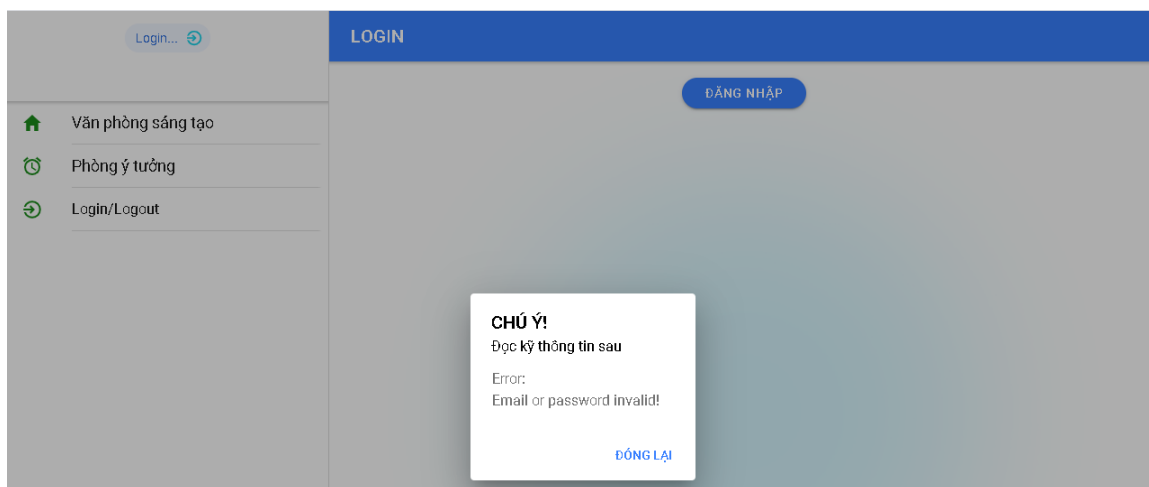 Login...
LOGIN
ĐĂNG NHẬP
Văn phòng sáng tạo
Phòng ý tưởng
Login/Logout
CHÚ Ý!
Đọc kỹ thông tin sau
Error:
Email or password invalid!
ĐÓNG LẠI